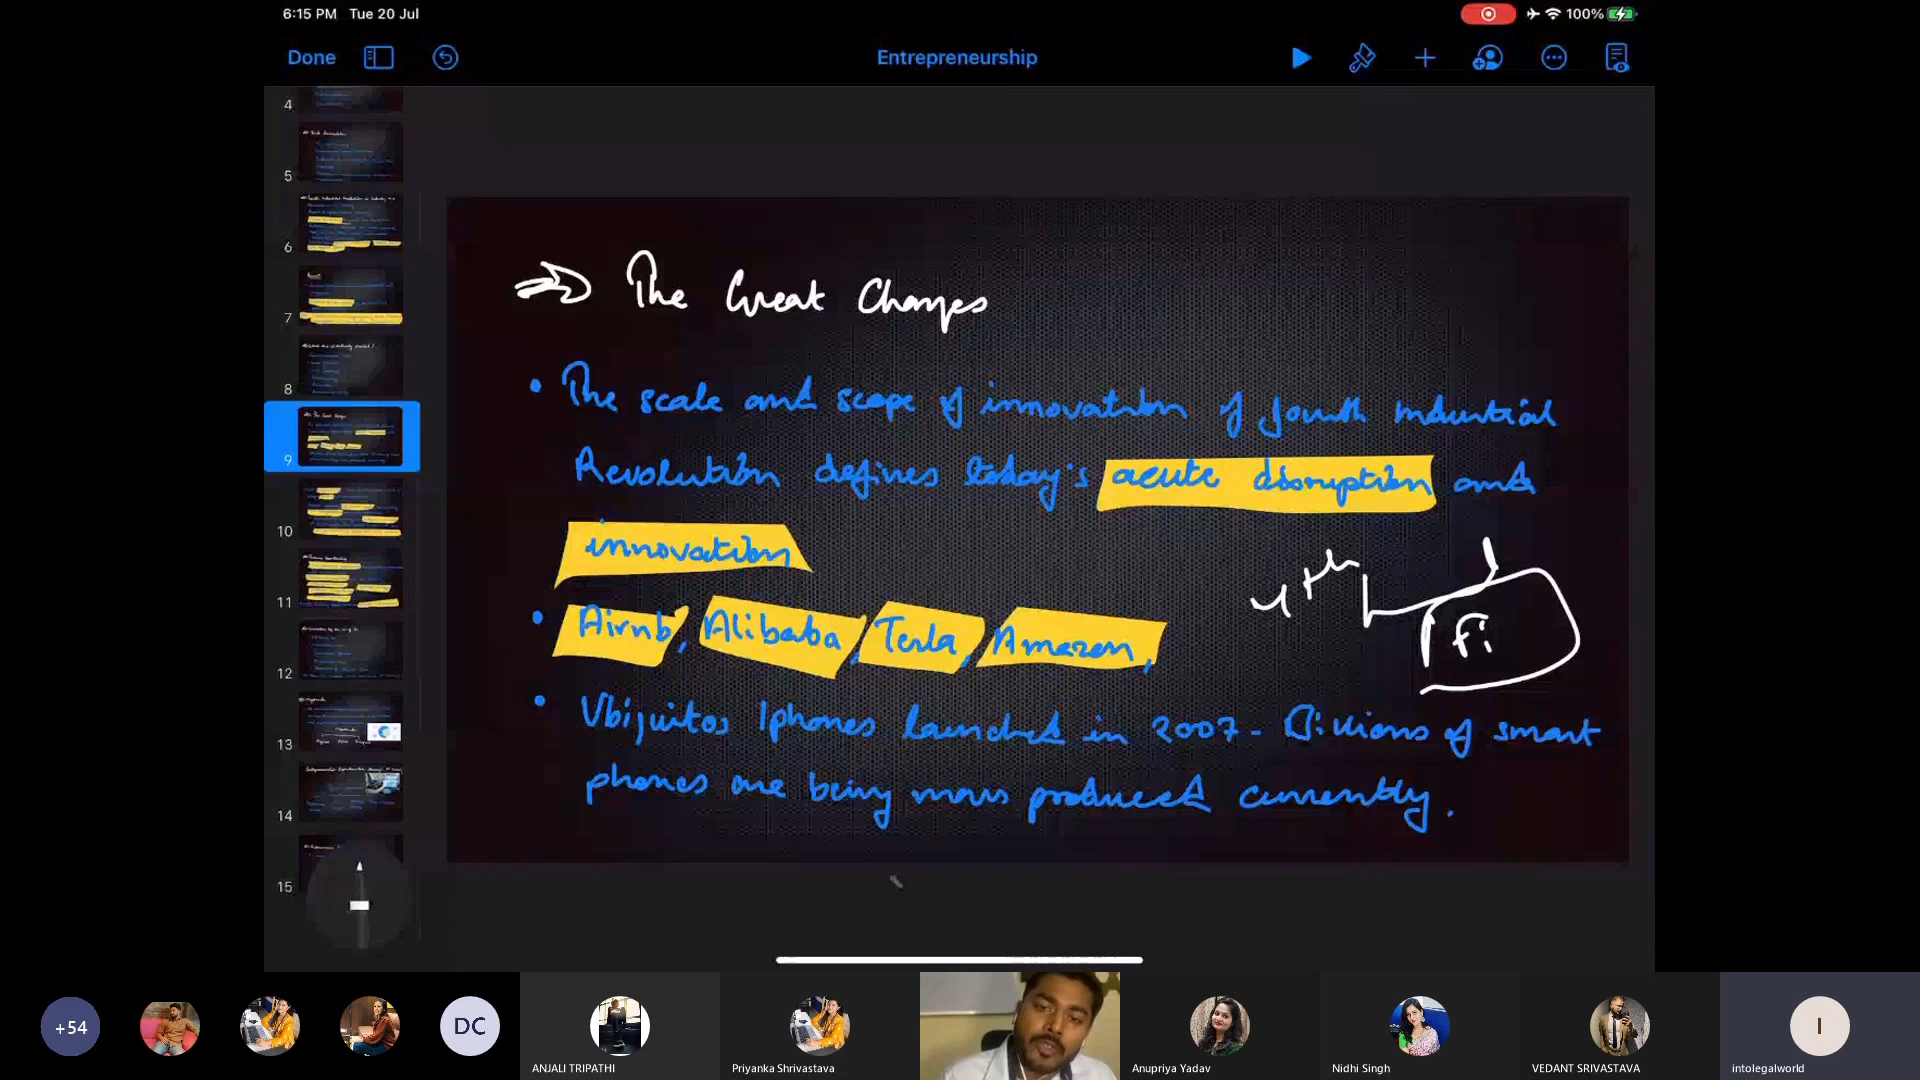 6:15 PM Tue 20 Jul
100%
Done
Entrepreneurship
4
5
6
7
8
9
10
11
12
13
14
15
The Great Changes
• The scale and scope of innovation of fourth Industrial
Revolution defines today's acute disruption and
innovation
• Airnb, Alibaba, Tesla, Amazon,
4th
fi
• Ubiquitos Iphones launched in 2007 - Billions of smart
phones are being mass produced currently.
+54
DC
ANJALI TRIPATHI
Priyanka Shrivastava
Anupriya Yadav
Nidhi Singh
VEDANT SRIVASTAVA
I
intolegalworld